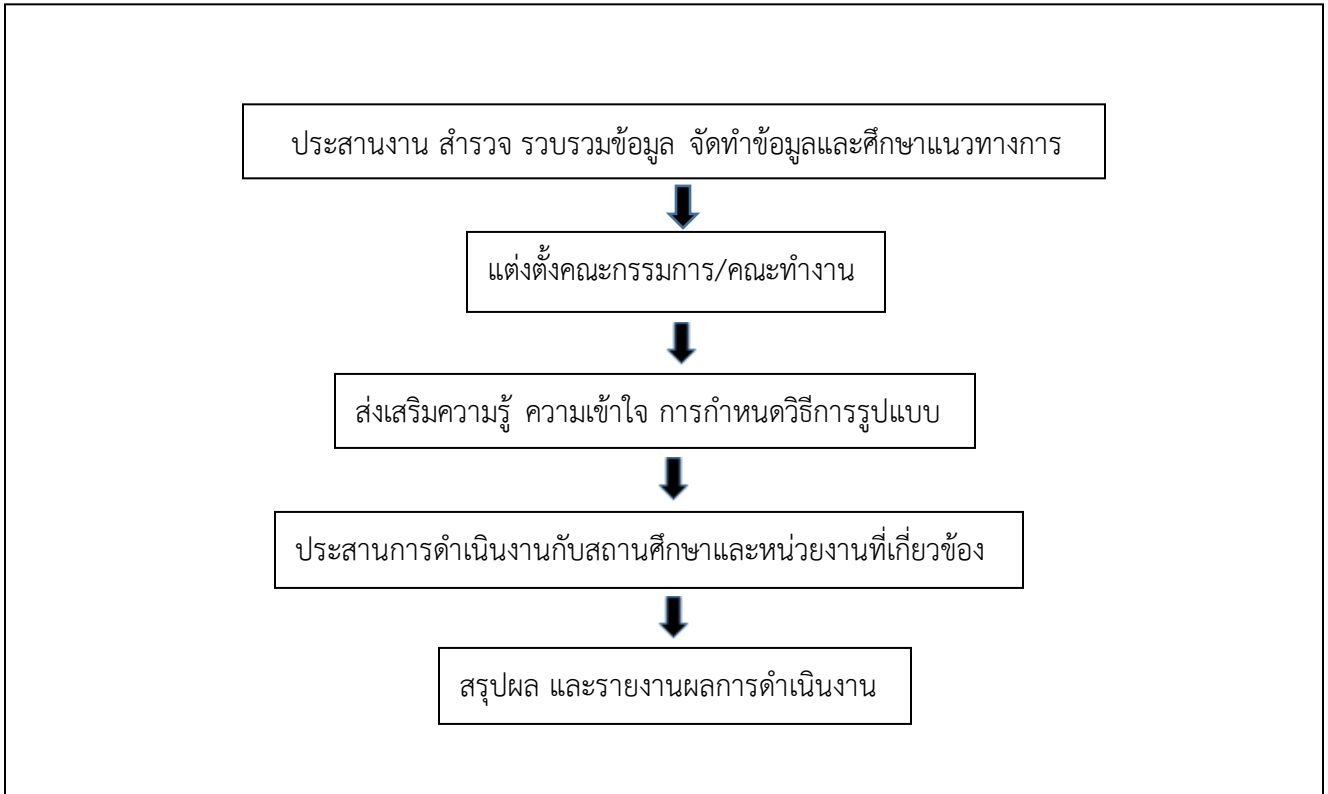 ประสานงาน สำรวจ รวบรวมข้อมูล จัดทำข้อมูลและศึกษาแนวทางการ
แต่งตั้งคณะกรรมการ/คณะทำงาน
ส่งเสริมความรู้ ความเข้าใจ การกำหนดวิธีการรูปแบบ
ประสานการดำเนินงานกับสถานศึกษาและหน่วยงานที่เกี่ยวข้อง
สรุปผล และรายงานผลการดำเนินงาน